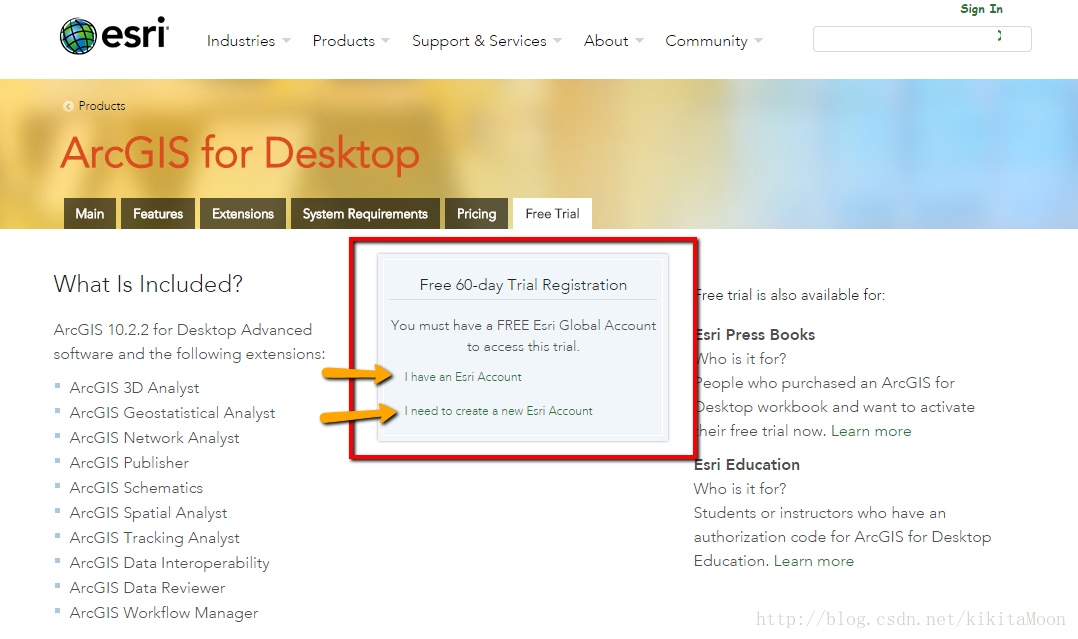 Sign In
esri
Industries
Products
Support & Services
About
Community
Products
ArcGIS for Desktop
Main
Features
Extensions
System Requirements
Pricing
Free Trial
What Is Included?
ArcGIS 10.2.2 for Desktop Advanced
software and the following extensions:
ArcGIS 3D Analyst
ArcGIS Geostatistical Analyst
ArcGIS Network Analyst
ArcGIS Publisher
ArcGIS Schematics
ArcGIS Spatial Analyst
ArcGIS Tracking Analyst
ArcGIS Data Interoperability
ArcGIS Data Reviewer
ArcGIS Workflow Manager
Free 60-day Trial Registration
You must have a FREE Esri Global Account
to access this trial.
I have an Esri Account
I need to create a new Esri Account
Free trial is also available for:
Esri Press Books
Who is it for?
People who purchased an ArcGIS for
Desktop workbook and want to activate
their free trial now. Learn more
Esri Education
Who is it for?
Students or instructors who have an
authorization code for ArcGIS for Desktop
Education. Learn more
http://blog.csdn.net/kikitaMoon